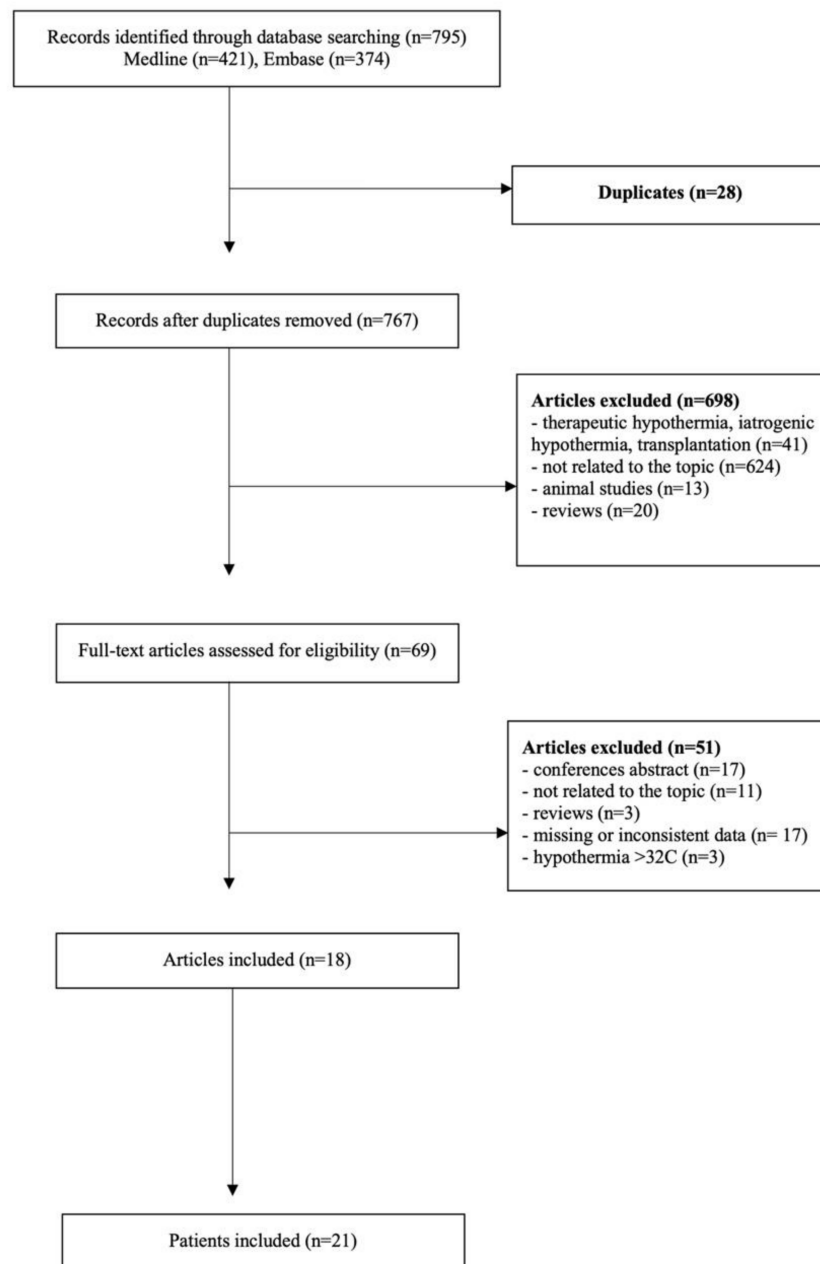 Records identified through database searching (n=795)
Medline (n=421), Embase (n=374)
Duplicates (n=28)
Records after duplicates removed (n=767)
Articles excluded (n=698)
- therapeutic hypothermia, iatrogenic
hypothermia, transplantation (n=41)
- not related to the topic (n=624)
- animal studies (n=13)
- reviews (n=20)
Full-text articles assessed for eligibility (n=69)
Articles excluded (n=51)
- conferences abstract (n=17)
- not related to the topic (n=11)
- reviews (n=3)
- missing or inconsistent data (n= 17)
- hypothermia >32C (n=3)
Articles included (n=18)
Patients included (n=21)